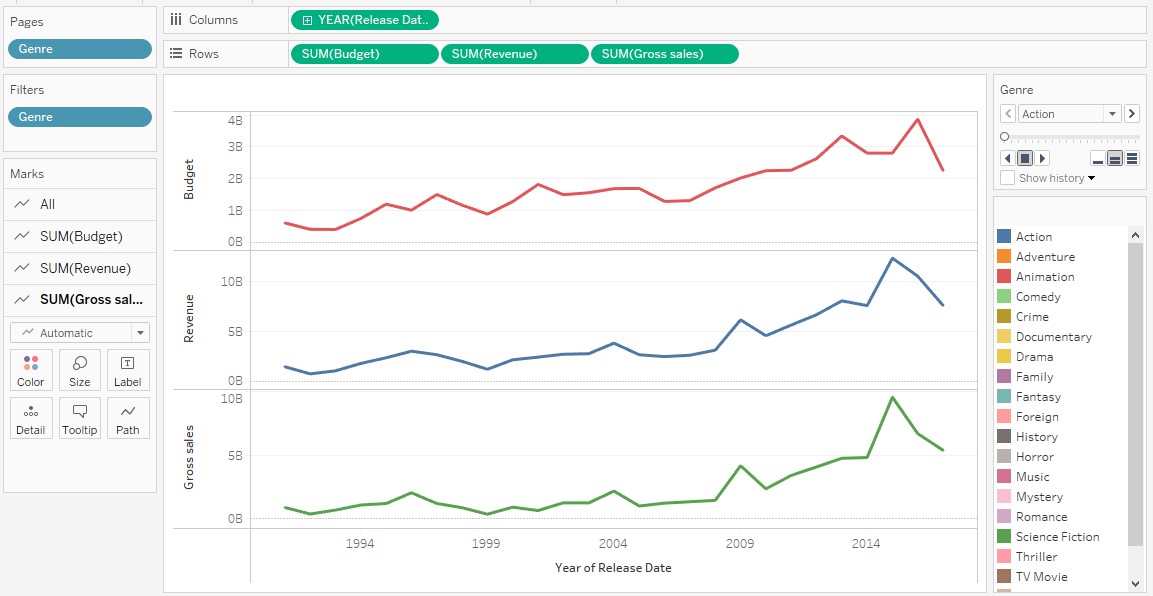 Pages
Genre
Columns
YEAR(Release Dat..
Rows
SUM(Budget)
SUM(Revenue)
SUM(Gross sales)
Filters
Genre
Marks
All
SUM(Budget)
SUM(Revenue)
SUM(Gross sal...
Automatic
Color
Size
Label
Detail
Tooltip
Path
Budget
4B
3B
2B
1B
0B
Revenue
10B
5B
0B
Gross sales
10B
5B
0B
1994
1999
2004
2009
2014
Year of Release Date
Genre
Action
Show history
Action
Adventure
Animation
Comedy
Crime
Documentary
Drama
Family
Fantasy
Foreign
History
Horror
Music
Mystery
Romance
Science Fiction
Thriller
TV Movie